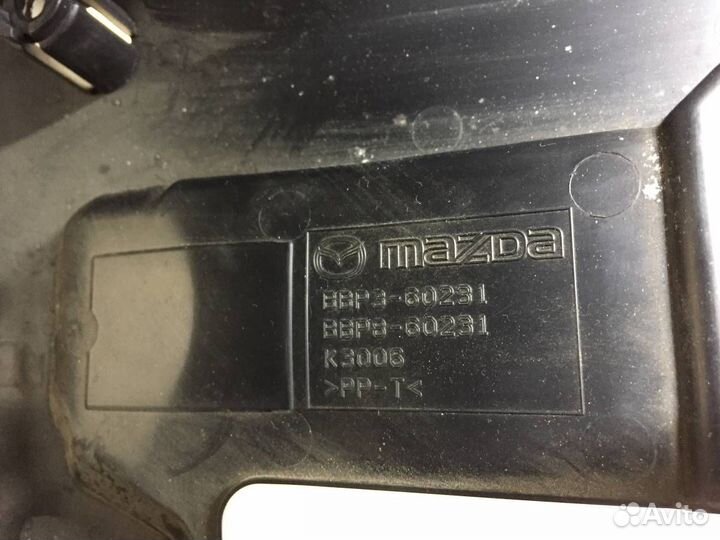 mazda
BBP3-60231
BBP8-60231
K3006
>PP-T<
Avito